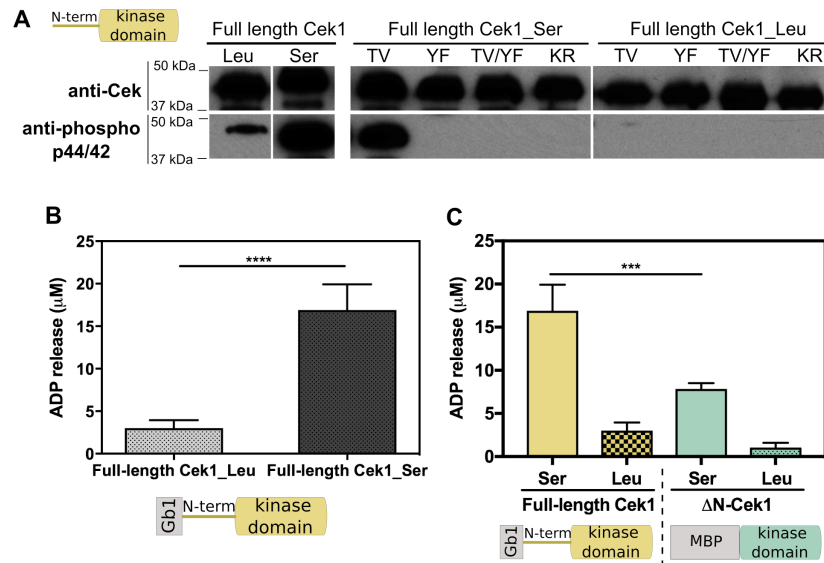 A
N-term
kinase
domain
Full length Cek1
Full length Cek1_Ser
Full length Cek1_Leu
Leu Ser TV YF TV/YF KR TV YF TV/YF KR
anti-Cek
50 kDa
37 kDa
anti-phospho
p44/42
50 kDa
37 kDa
B
ADP release (μM)
25
20
15
10
5
0
****
Full-length Cek1_Leu Full-length Cek1_Ser
Gb1
N-term
kinase
domain
C
ADP release (μM)
25
20
15
10
5
0
***
Ser Leu Ser Leu
Full-length Cek1 ΔN-Cek1
Gb1
N-term
kinase
domain
MBP
kinase
domain